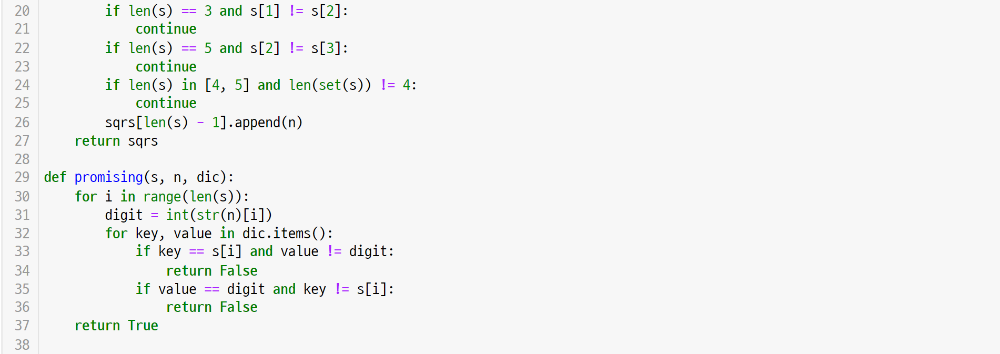 20         if len(s) == 3 and s[1] != s[2]:
21             continue
22         if len(s) == 5 and s[2] != s[3]:
23             continue
24         if len(s) in [4, 5] and len(set(s)) != 4:
25             continue
26         sqrs[len(s) - 1].append(n)
27     return sqrs
28
29 def promising(s, n, dic):
30     for i in range(len(s)):
31         digit = int(str(n)[i])
32         for key, value in dic.items():
33             if key == s[i] and value != digit:
34                 return False
35             if value == digit and key != s[i]:
36                 return False
37     return True
38